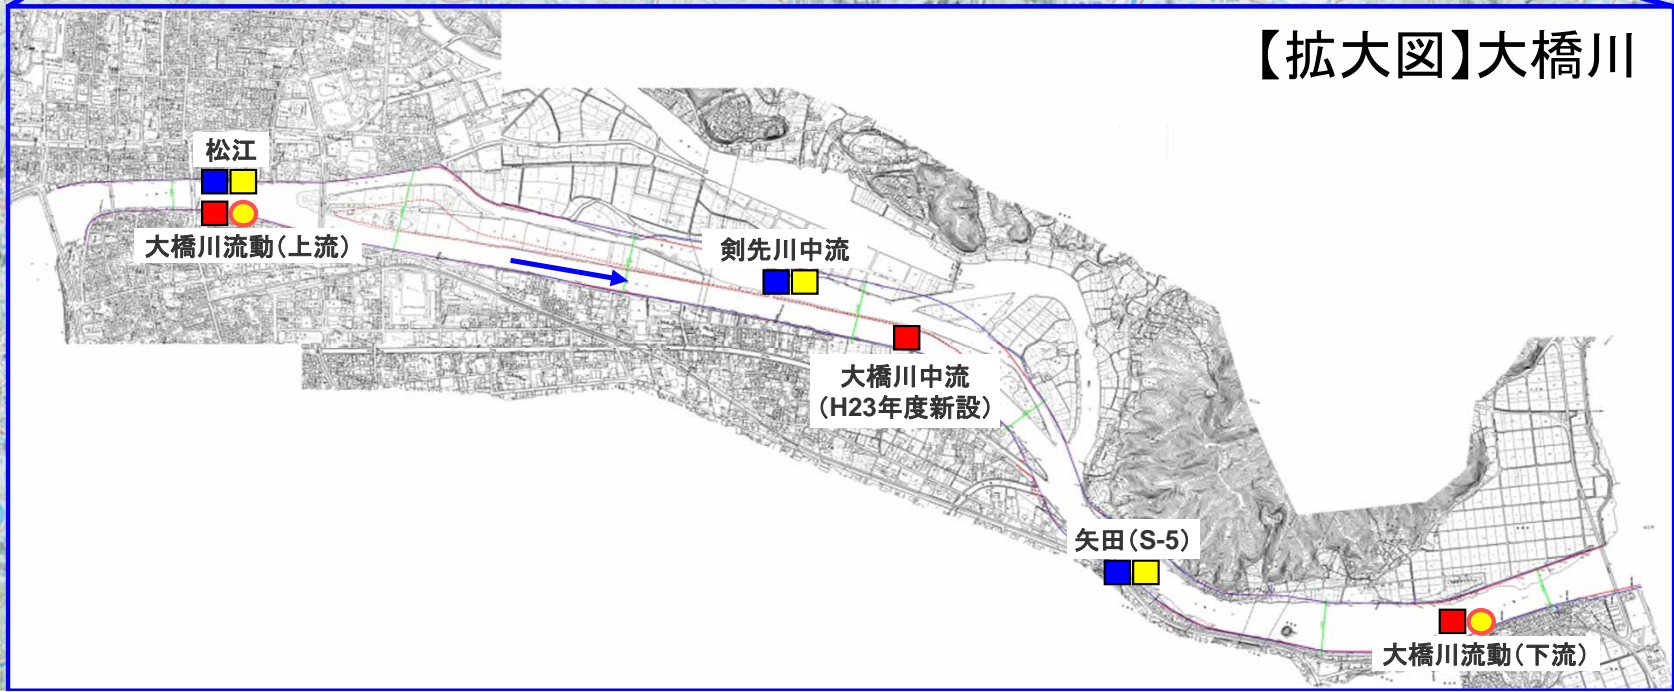 【拡大図】大橋川
松江
大橋川流動（上流）
剣先川中流
大橋川中流
（H23年度新設）
矢田（S-5）
大橋川流動（下流）